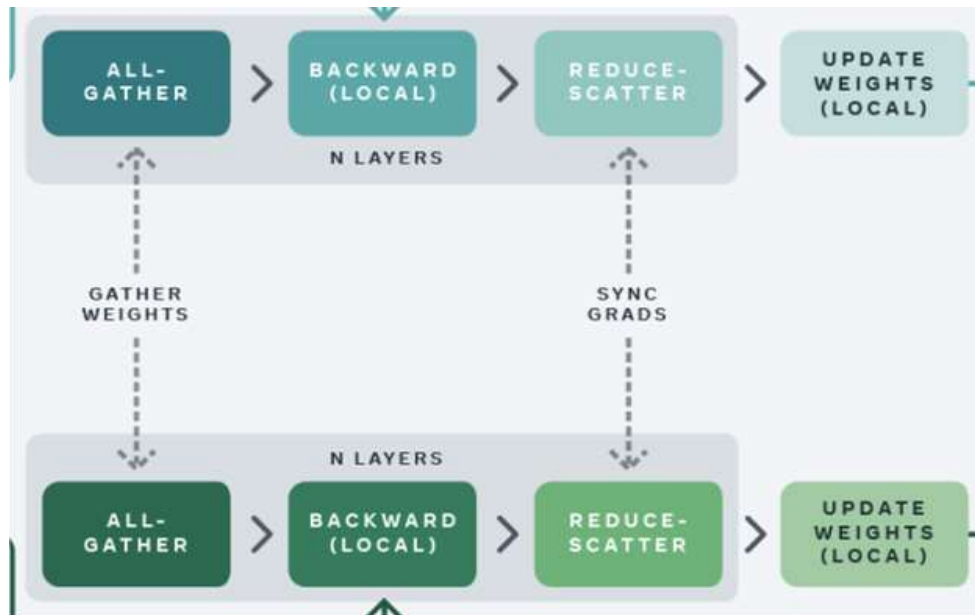 ALL-
GATHER
BACKWARD
(LOCAL)
REDUCE-
SCATTER
UPDATE
WEIGHTS
(LOCAL)
N LAYERS
GATHER
WEIGHTS
SYNC
GRADS
N LAYERS
ALL-
GATHER
BACKWARD
(LOCAL)
REDUCE-
SCATTER
UPDATE
WEIGHTS
(LOCAL)